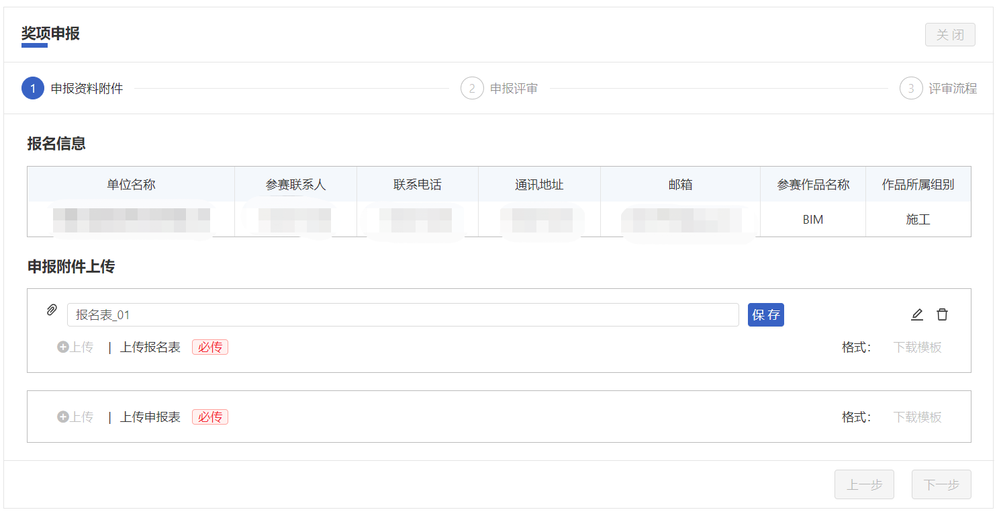 奖项申报
关 闭
1 申报资料附件 2 申报评审 3 评审流程
报名信息
单位名称 参赛联系人 联系电话 通讯地址 邮箱 参赛作品名称 作品所属组别
BIM 施工
申报附件上传
报名表_01 保 存
上传 | 上传报名表 必传 格式: 下载模板
上传 | 上传申报表 必传 格式: 下载模板
上一步 下一步